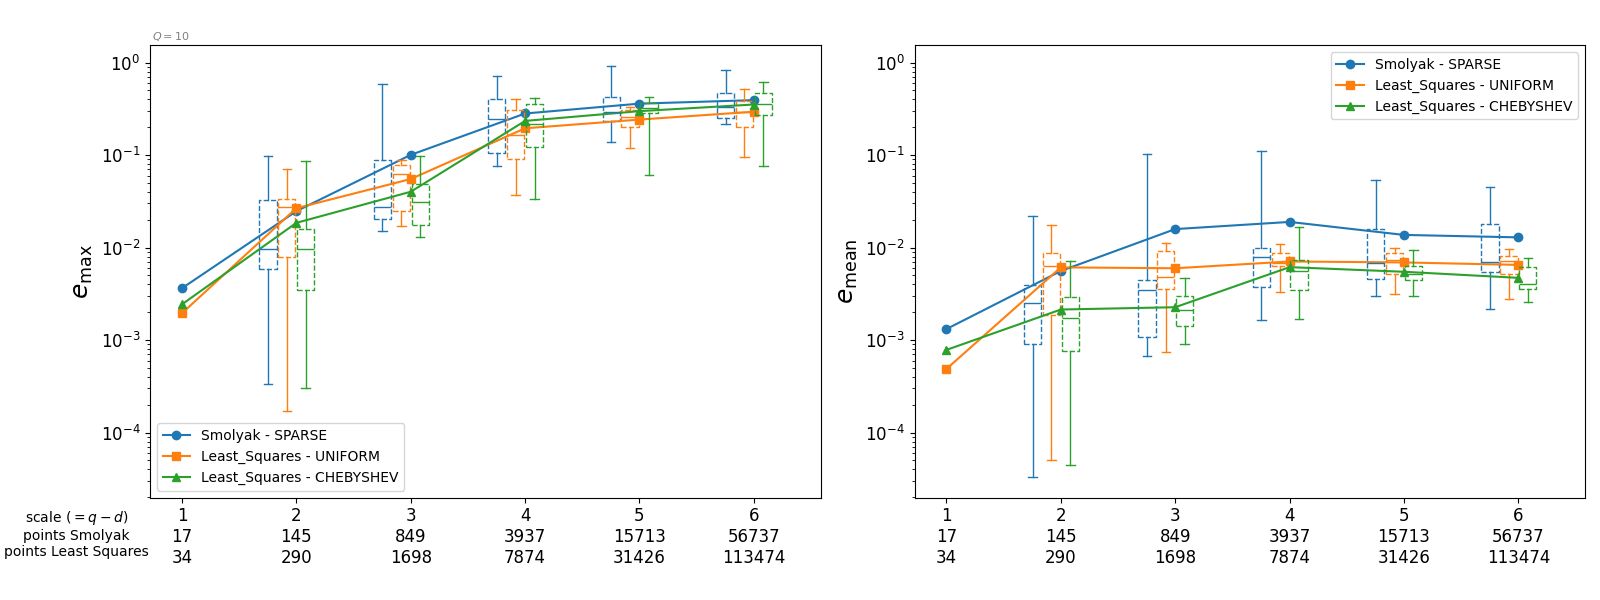 Q = 10
10^0
10^-1
10^-2
10^-3
10^-4
e_max
Smolyak - SPARSE
Least_Squares - UNIFORM
Least_Squares - CHEBYSHEV
10^0
10^-1
10^-2
10^-3
10^-4
e_mean
Smolyak - SPARSE
Least_Squares - UNIFORM
Least_Squares - CHEBYSHEV
scale (= q − d) 1 2 3 4 5 6 1 2 3 4 5 6
points Smolyak 17 145 849 3937 15713 56737 17 145 849 3937 15713 56737
points Least Squares 34 290 1698 7874 31426 113474 34 290 1698 7874 31426 113474